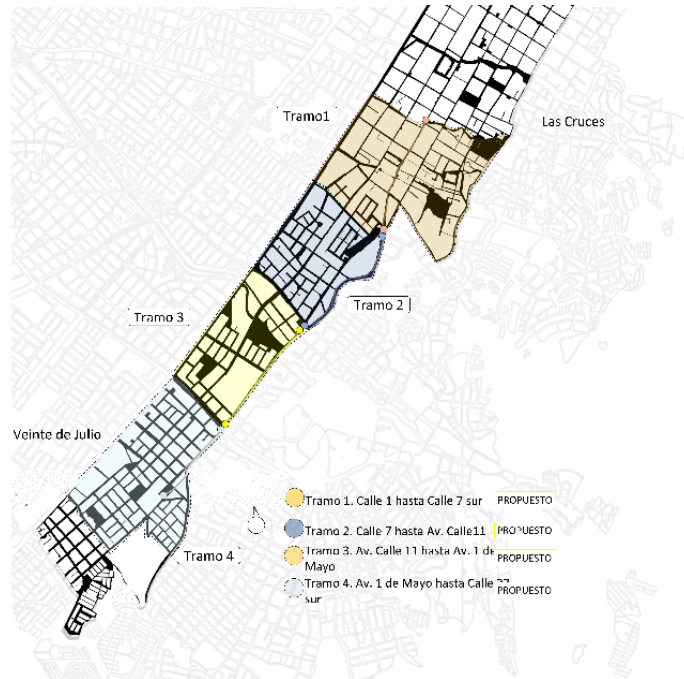 Tramo1
Las Cruces
Tramo 2
Tramo 3
Veinte de Julio
Tramo 4
Tramo 1. Calle 1 hasta Calle 7 sur PROPUESTO
Tramo 2. Calle 7 hasta Av. Calle11 PROPUESTO
Tramo 3. Av. Calle 11 hasta Av. 1 de
Mayo PROPUESTO
Tramo 4. Av. 1 de Mayo hasta Calle
sur PROPUESTO